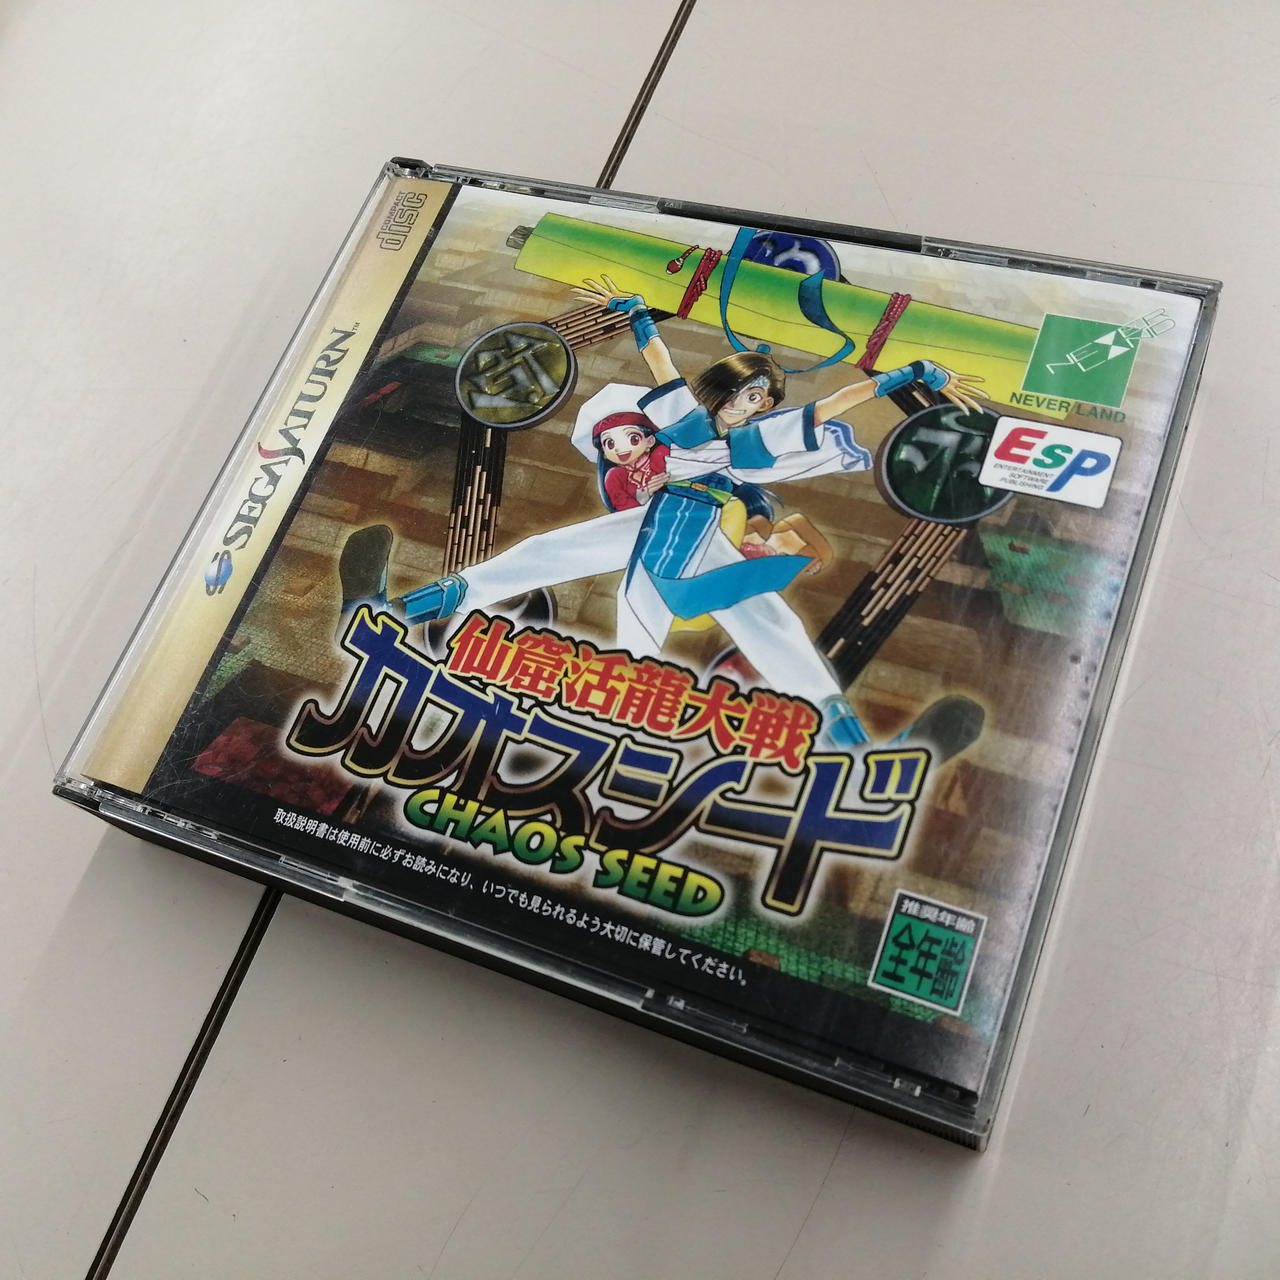 COMPACT
DISC
SEGA SATURN™
NEXARD
NEVER/LAND
ESP
ENTERTAINMENT
SOFTWARE
PUBLISHING
仙窟活龍大戦
カオスシード
CHAOS SEED
取扱説明書は使用前に必ずお読みになり、いつでも見られるよう大切に保管してください。
推奨年齢
全年齢